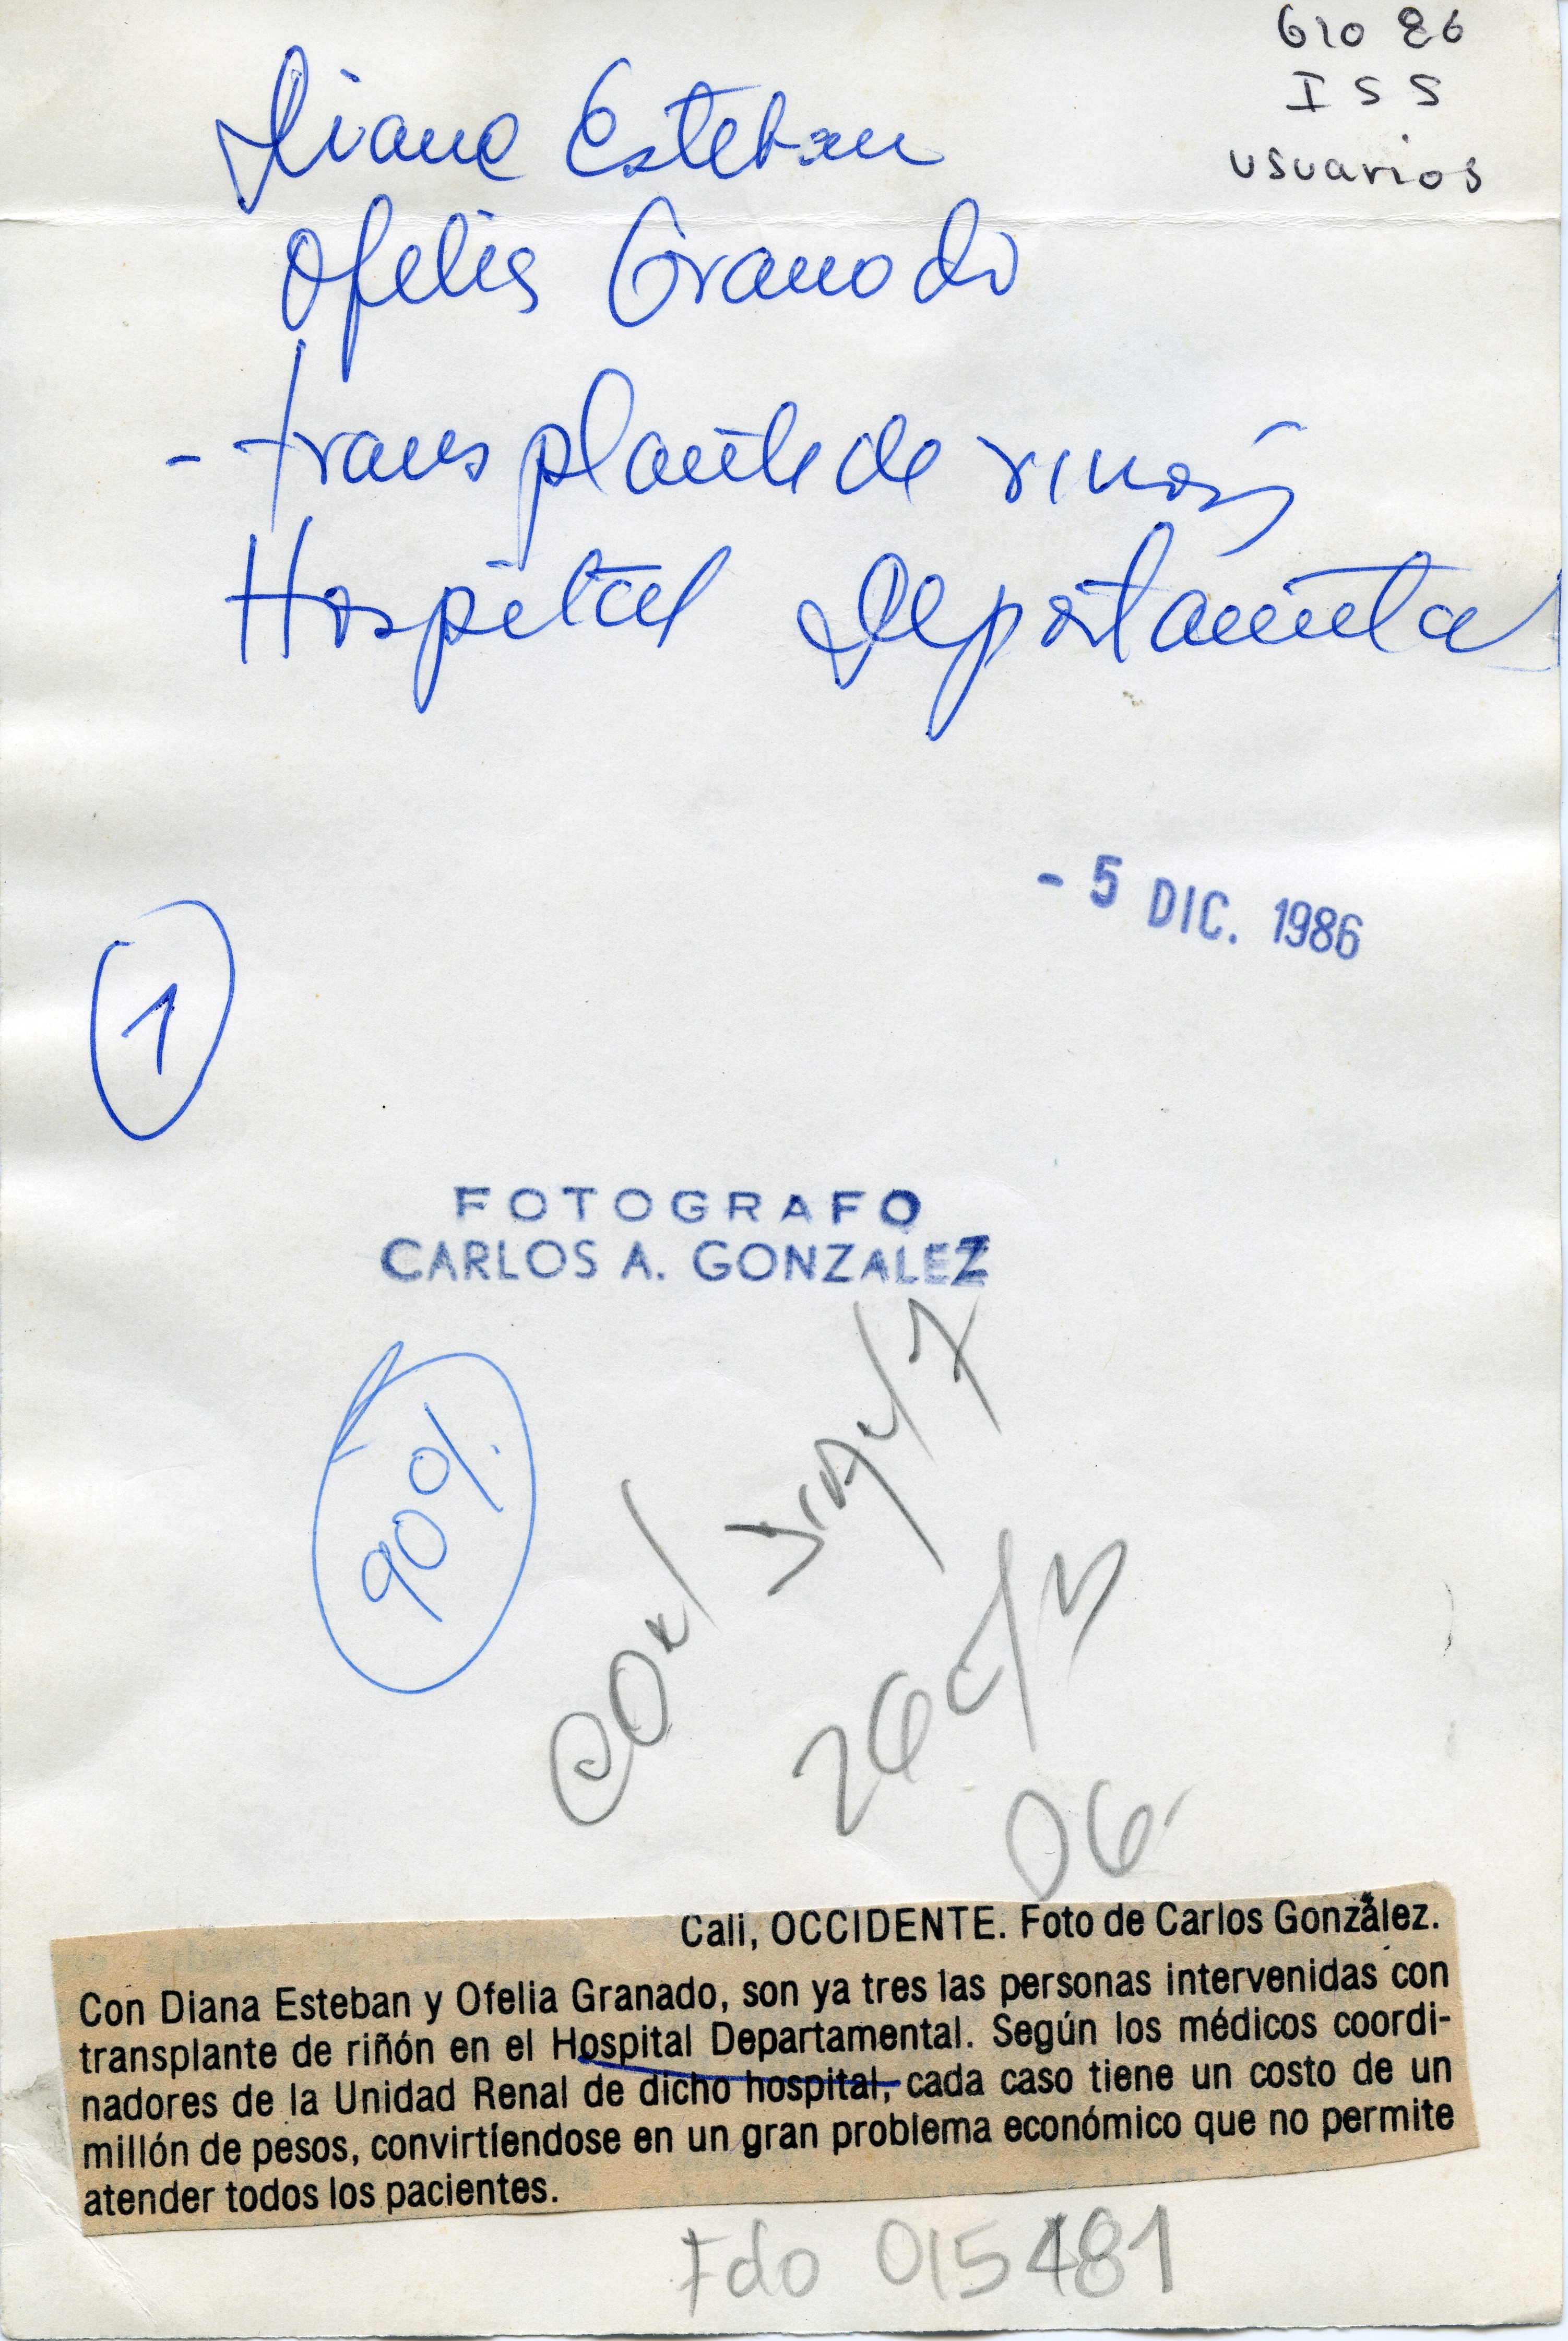 610 86
ISS
usuarios
Diana Esteban
Ofelia Granado
- transplante de riñón
Hospital Departamental
- 5 DIC. 1986
1
FOTOGRAFO
CARLOS A. GONZALEZ
90%
06
Cali, OCCIDENTE. Foto de Carlos González.
Con Diana Esteban y Ofelia Granado, son ya tres las personas intervenidas con
transplante de riñón en el Hospital Departamental. Según los médicos coordi-
nadores de la Unidad Renal de dicho hospital, cada caso tiene un costo de un
millón de pesos, convirtíendose en un gran problema económico que no permite
atender todos los pacientes.
Fdo 015481